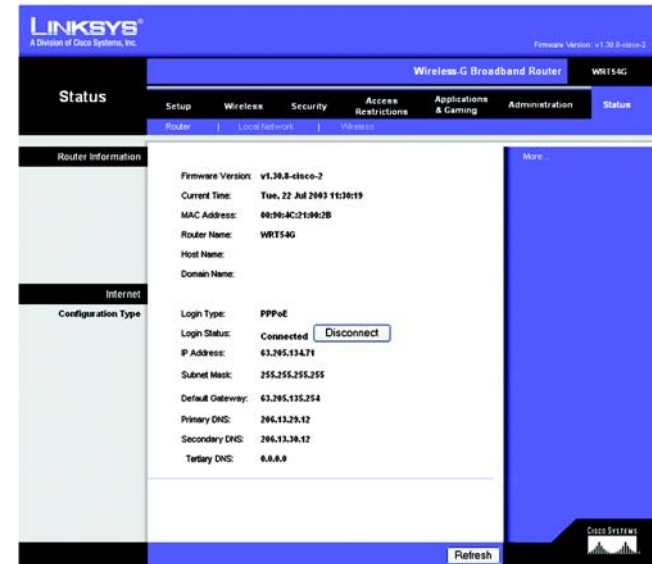 LINKSYS®
A Division of Cisco Systems, Inc.
Firmware Version: v1.30.8-cisco-2
Wireless-G Broadband Router WRT54G
Status
Setup Wireless Security Access Restrictions Applications & Gaming Administration Status
Router | Local Network | Wireless
Router Information
More...
Firmware Version: v1.30.8-cisco-2
Current Time: Tue, 22 Jul 2003 11:30:19
MAC Address: 00:90:4C:21:00:2B
Router Name: WRT54G
Host Name:
Domain Name:
Internet
Configuration Type
Login Type: PPPoE
Login Status: Connected Disconnect
IP Address: 63.205.134.71
Subnet Mask: 255.255.255.255
Default Gateway: 63.205.135.254
Primary DNS: 206.13.29.12
Secondary DNS: 206.13.30.12
Tertiary DNS: 0.0.0.0
Cisco Systems
Refresh